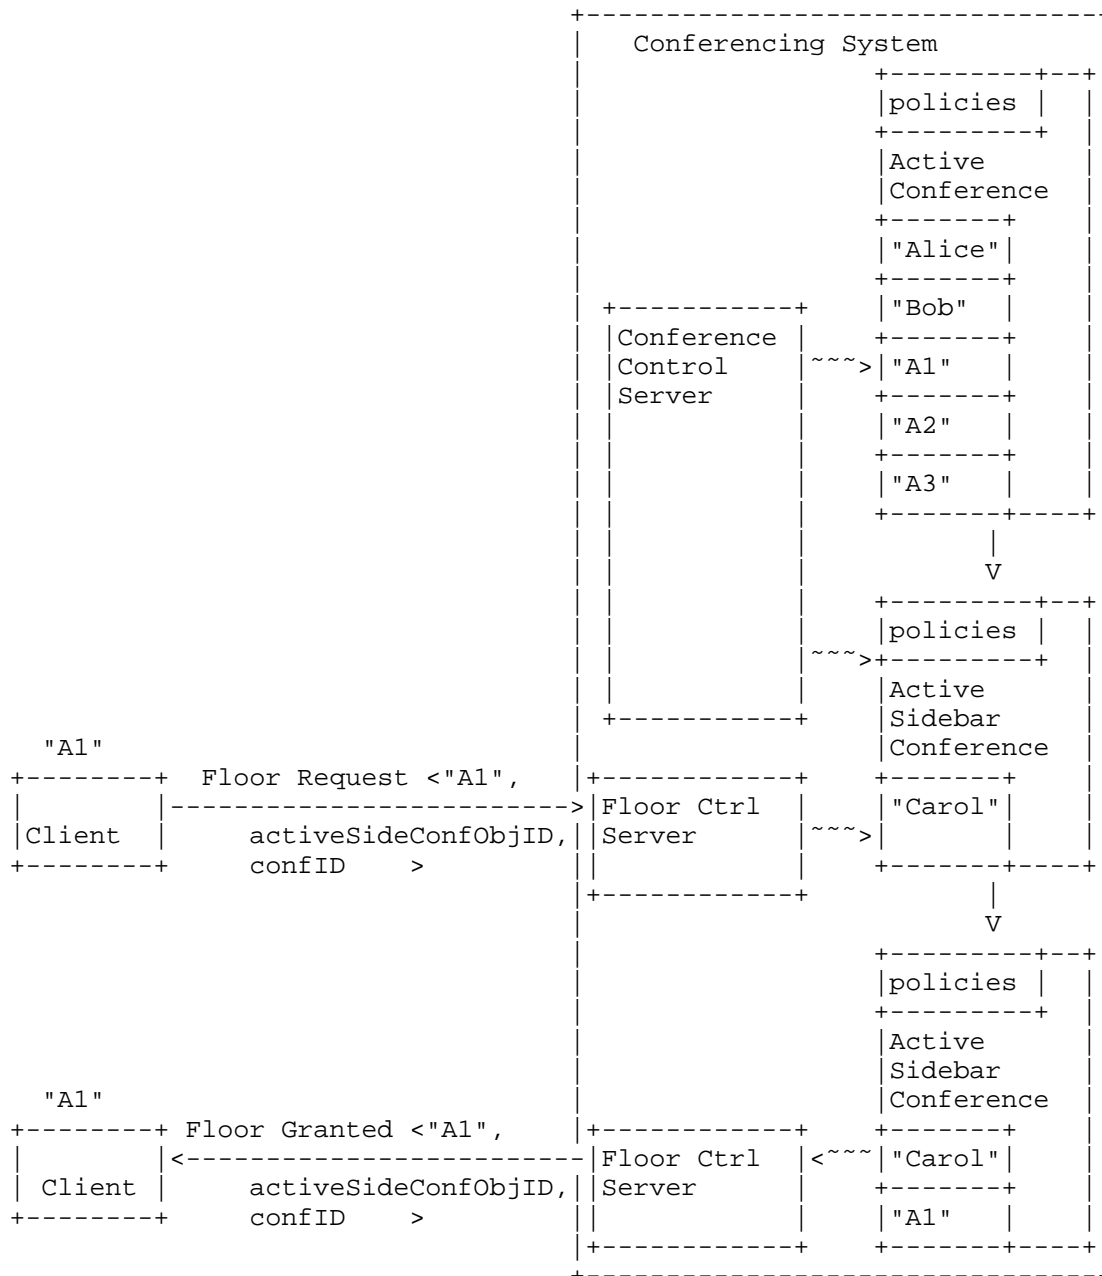 Conferencing System
policies
Active
Conference
"Alice"
"Bob"
Conference
Control ~~~> "A1"
Server
"A2"
"A3"
V
policies
~~~>
Active
Sidebar
"A1" Conference
Floor Request <"A1",
Floor Ctrl "Carol"
Client activeSideConfObjID, Server ~~~>
confID >
V
policies
Active
Sidebar
"A1" Conference
Floor Granted <"A1",
Floor Ctrl <~~~ "Carol"
Client activeSideConfObjID, Server
confID > "A1"